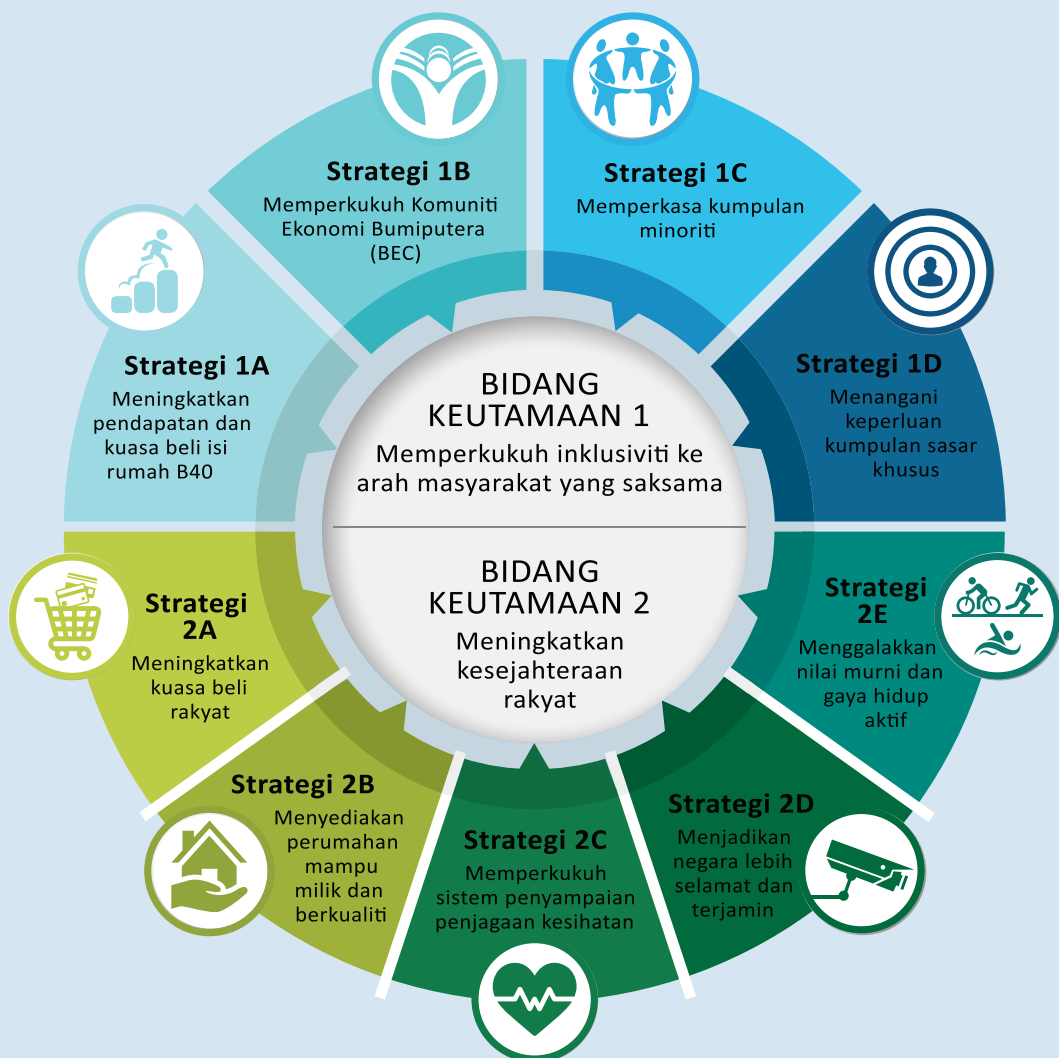 Strategi 1A
Meningkatkan
pendapatan dan
kuasa beli isi
rumah B40
Strategi 1B
Memperkukuh Komuniti
Ekonomi Bumiputera
(BEC)
Strategi 1C
Memperkasa kumpulan
minoriti
Strategi 1D
Menangani
keperluan
kumpulan sasar
khusus
BIDANG
KEUTAMAAN 1
Memperkukuh inklusiviti ke
arah masyarakat yang saksama
BIDANG
KEUTAMAAN 2
Meningkatkan
kesejahteraan
rakyat
Strategi
2A
Meningkatkan
kuasa beli
rakyat
Strategi 2B
Menyediakan
perumahan
mampu
milik dan
berkualiti
Strategi 2C
Memperkukuh
sistem penyampaian
penjagaan kesihatan
Strategi 2D
Menjadikan
negara lebih
selamat dan
terjamin
Strategi
2E
Menggalakkan
nilai murni dan
gaya hidup
aktif